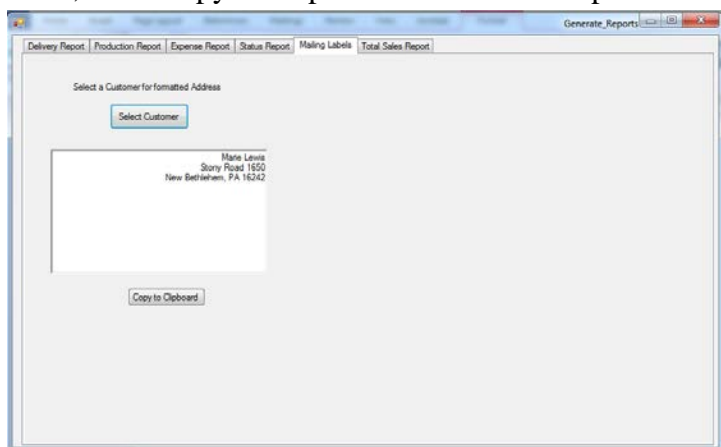 Generate_Reports
Delivery Report Production Report Expense Report Status Report Mailing Labels Total Sales Report
Select a Customer for formatted Address
Select Customer
Marie Lewis
Stony Road 1650
New Bethlehem, PA 16242
Copy to Clipboard